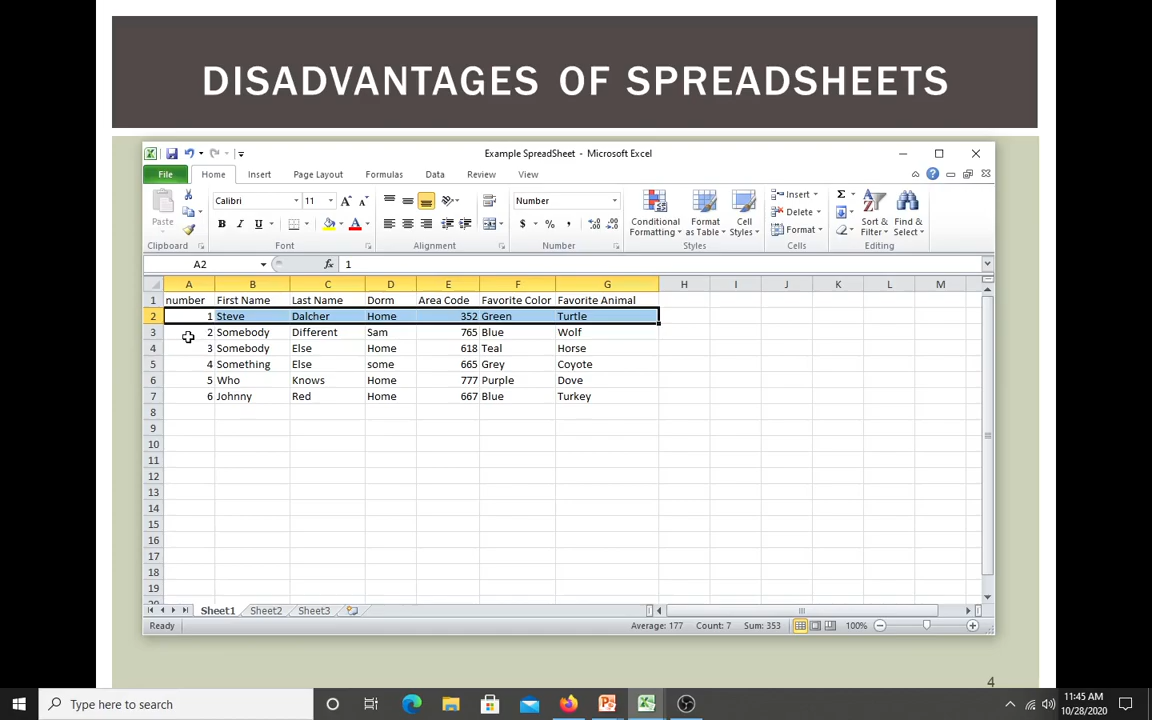 DISADVANTAGES OF SPREADSHEETS
Example SpreadSheet - Microsoft Excel
File Home Insert Page Layout Formulas Data Review View
Paste Calibri 11 Number Conditional Formatting Format as Table Cell Styles Insert Delete Format Sort & Filter Find & Select
B I U A $ % ,
Clipboard Font Alignment Number Styles Cells Editing
A2 fx 1
A B C D E F G H I J K L M
1 number First Name Last Name Dorm Area Code Favorite Color Favorite Animal
2 1 Steve Dalcher Home 352 Green Turtle
3 2 Somebody Different Sam 765 Blue Wolf
4 3 Somebody Else Home 618 Teal Horse
5 4 Something Else some 665 Grey Coyote
6 5 Who Knows Home 777 Purple Dove
7 6 Johnny Red Home 667 Blue Turkey
8
9
10
11
12
13
14
15
16
17
18
19
Sheet1 Sheet2 Sheet3
Ready Average: 177 Count: 7 Sum: 353 100%
4
Type here to search
11:45 AM
10/28/2020